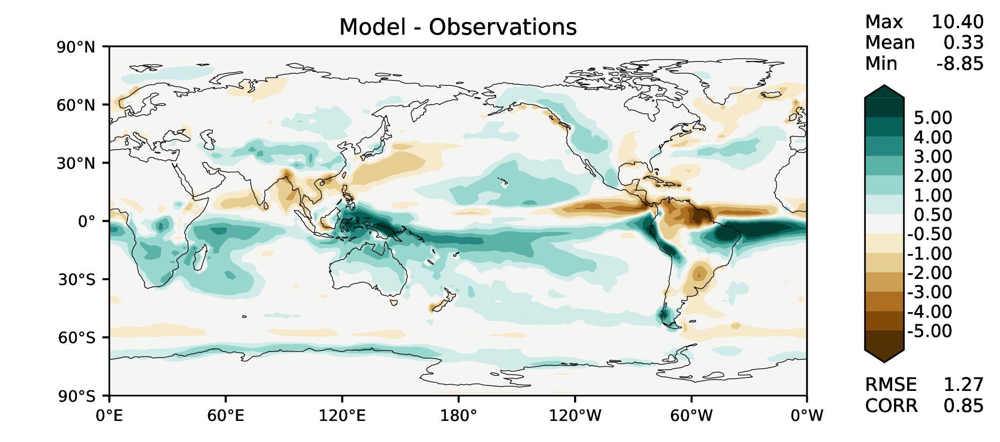 Model - Observations
Max 10.40
Mean 0.33
Min -8.85
90°N
60°N
30°N
0°
30°S
60°S
90°S
0°E 60°E 120°E 180° 120°W 60°W 0°W
5.00
4.00
3.00
2.00
1.00
0.50
-0.50
-1.00
-2.00
-3.00
-4.00
-5.00
RMSE 1.27
CORR 0.85